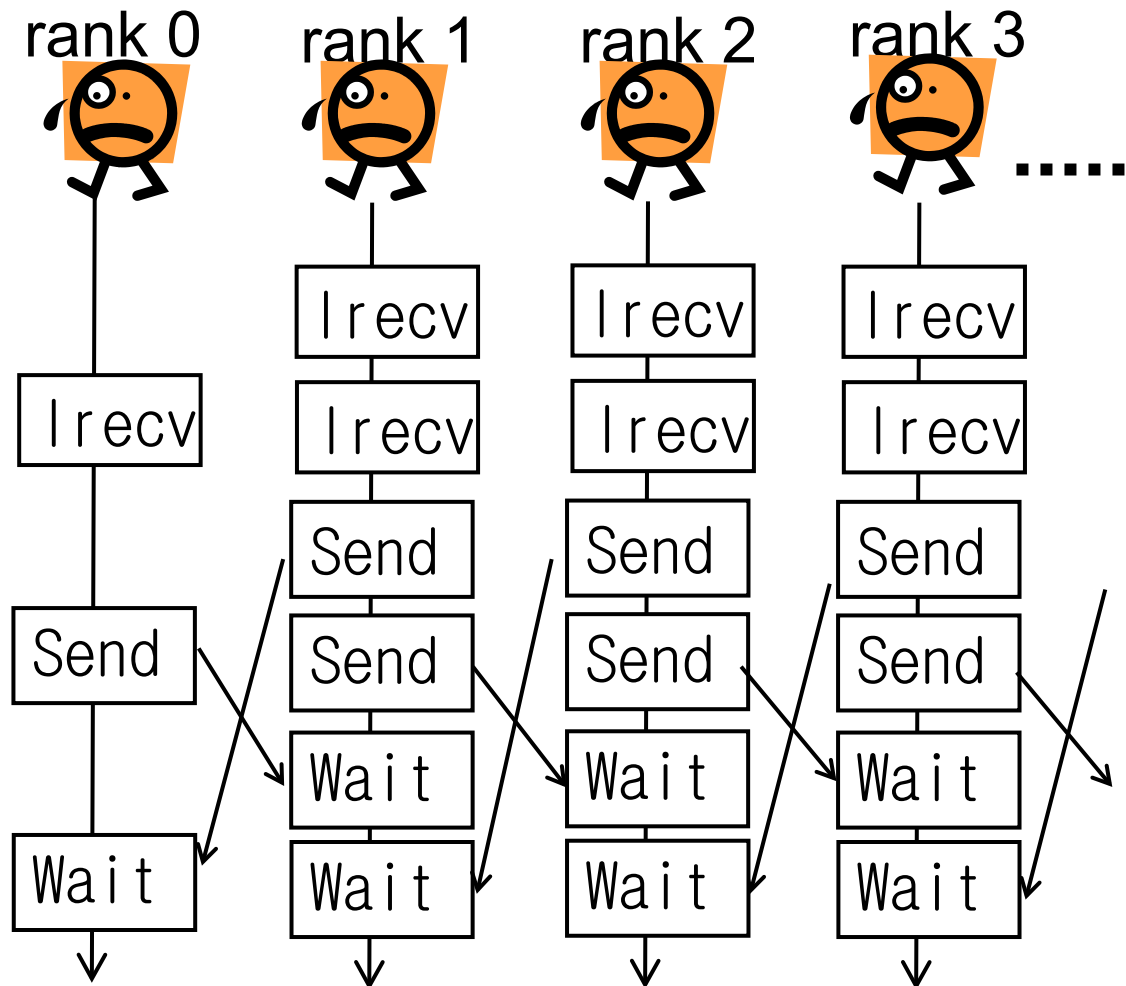 rank 0 rank 1 rank 2 rank 3
.....
Irecv Irecv Irecv
Irecv Irecv Irecv Irecv
Send Send Send
Send Send Send Send
Wait Wait Wait
Wait Wait Wait Wait